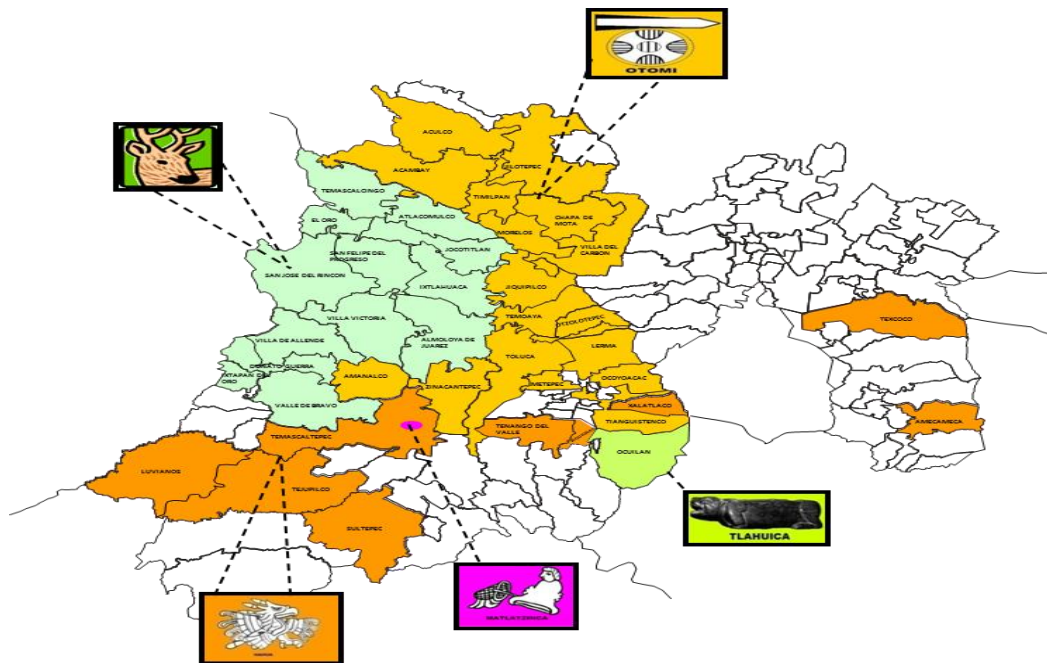 OTOMI
ACULCO
ACAMBAY
TIMILPAN
CHAPA DE
MOTA
MORELOS
VILLA DEL
CARBON
ATLACOMULCO
EL ORO
JOCOTITLAN
SAN FELIPE DEL
PROGRESO
SAN JOSE DEL RINCON
IXTLAHUACA
JIQUIPILCO
VILLA VICTORIA
TEMOAYA
TEXCOCO
VILLA DE ALLENDE
ALMOLOYA DE
JUAREZ
LERMA
TOLUCA
AMANALCO
ZINACANTEPEC
METEPEC
OCOYOACAC
VALLE DE BRAVO
XALATLACO
TIANGUISTENCO
TENANGO DEL
VALLE
AMECAMECA
TEMASCALTEPEC
OCUILAN
LUVIANOS
TEJUPILCO
SULTEPEC
TLAHUICA
MATLATZINCA